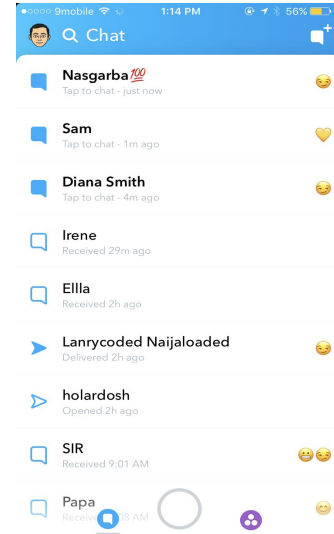 9mobile 1:14 PM 56%
Chat
Nasgarba💯
Tap to chat - just now
Sam
Tap to chat - 1m ago
Diana Smith
Tap to chat - 4m ago
Irene
Received 29m ago
Ellla
Received 2h ago
Lanrycoded Naijaloaded
Delivered 2h ago
holardosh
Opened 2h ago
SIR
Received 9:01 AM
Papa